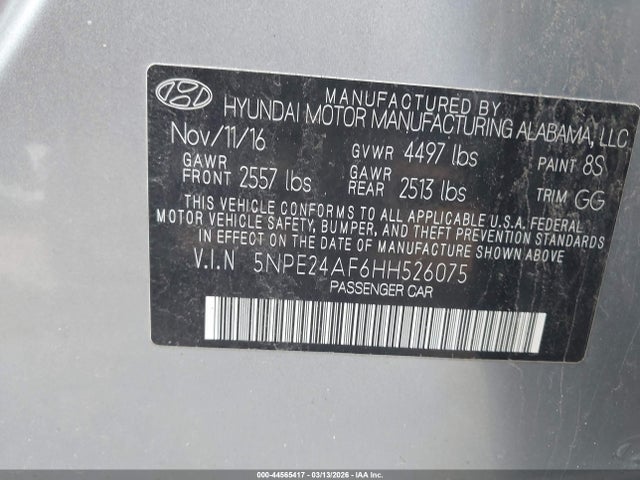 MANUFACTURED BY
HYUNDAI MOTOR MANUFACTURING ALABAMA, LLC
Nov/11/16 GVWR 4497 lbs PAINT 8S
GAWR FRONT 2557 lbs GAWR REAR 2513 lbs TRIM GG
THIS VEHICLE CONFORMS TO ALL APPLICABLE U.S.A. FEDERAL
MOTOR VEHICLE SAFETY, BUMPER, AND THEFT PREVENTION STANDARDS
IN EFFECT ON THE DATE OF MANUFACTURE SHOWN ABOVE
V.I.N 5NPE24AF6HH526075
PASSENGER CAR
000-44565417 - 03/13/2026 - COPYRIGHT IAA, LLC